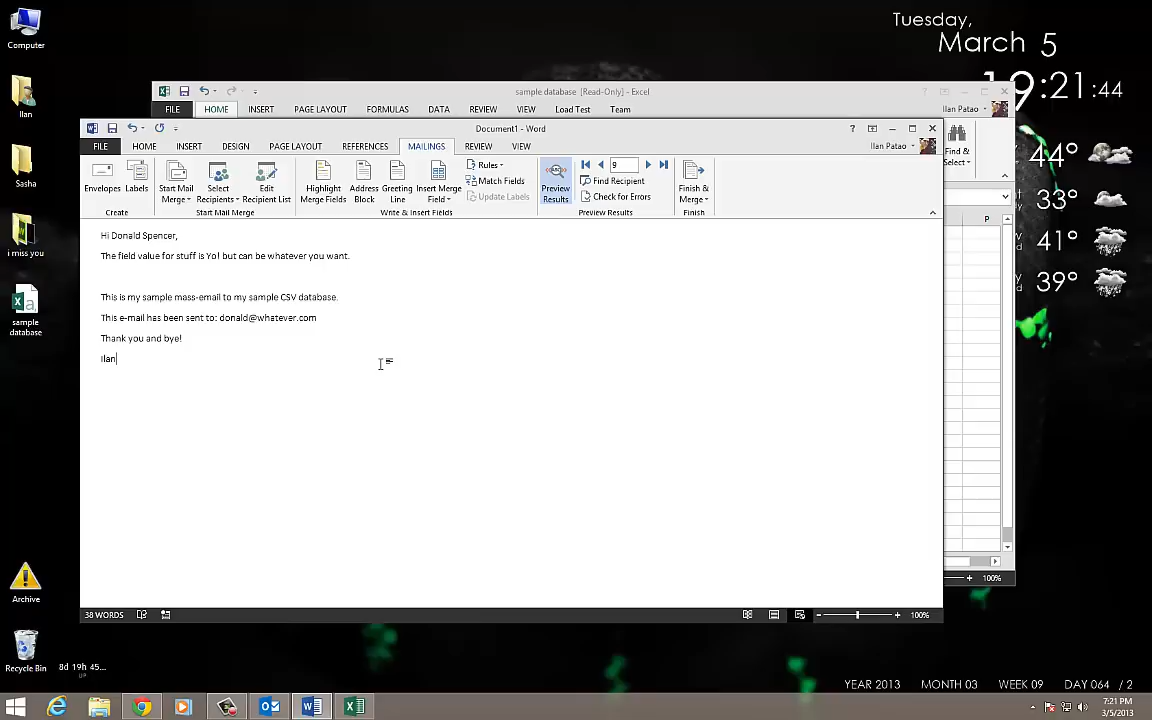 Computer
Ilan
Sasha
i miss you
sample
database
Archive
Recycle Bin
8d 19h 45...
UP
Tuesday,
March 5
19:21:44
44°
33°
41°
39°
sample database [Read-Only] - Excel
FILE HOME INSERT PAGE LAYOUT FORMULAS DATA REVIEW VIEW Load Test Team
Ilan Patao
Find &
Select
P
100%
Document1 - Word
FILE HOME INSERT DESIGN PAGE LAYOUT REFERENCES MAILINGS REVIEW VIEW
Ilan Patao
Envelopes Labels
Create
Start Mail
Merge
Select
Recipients
Edit
Recipient List
Start Mail Merge
Highlight
Merge Fields
Address
Block
Greeting
Line
Insert Merge
Field
Rules
Match Fields
Update Labels
Write & Insert Fields
ABC
Preview
Results
9
Find Recipient
Check for Errors
Preview Results
Finish &
Merge
Finish
Hi Donald Spencer,
The field value for stuff is Yo! but can be whatever you want.
This is my sample mass-email to my sample CSV database.
This e-mail has been sent to: donald@whatever.com
Thank you and bye!
Ilan
38 WORDS
100%
YEAR 2013 MONTH 03 WEEK 09 DAY 064 / 2
7:21 PM
3/5/2013